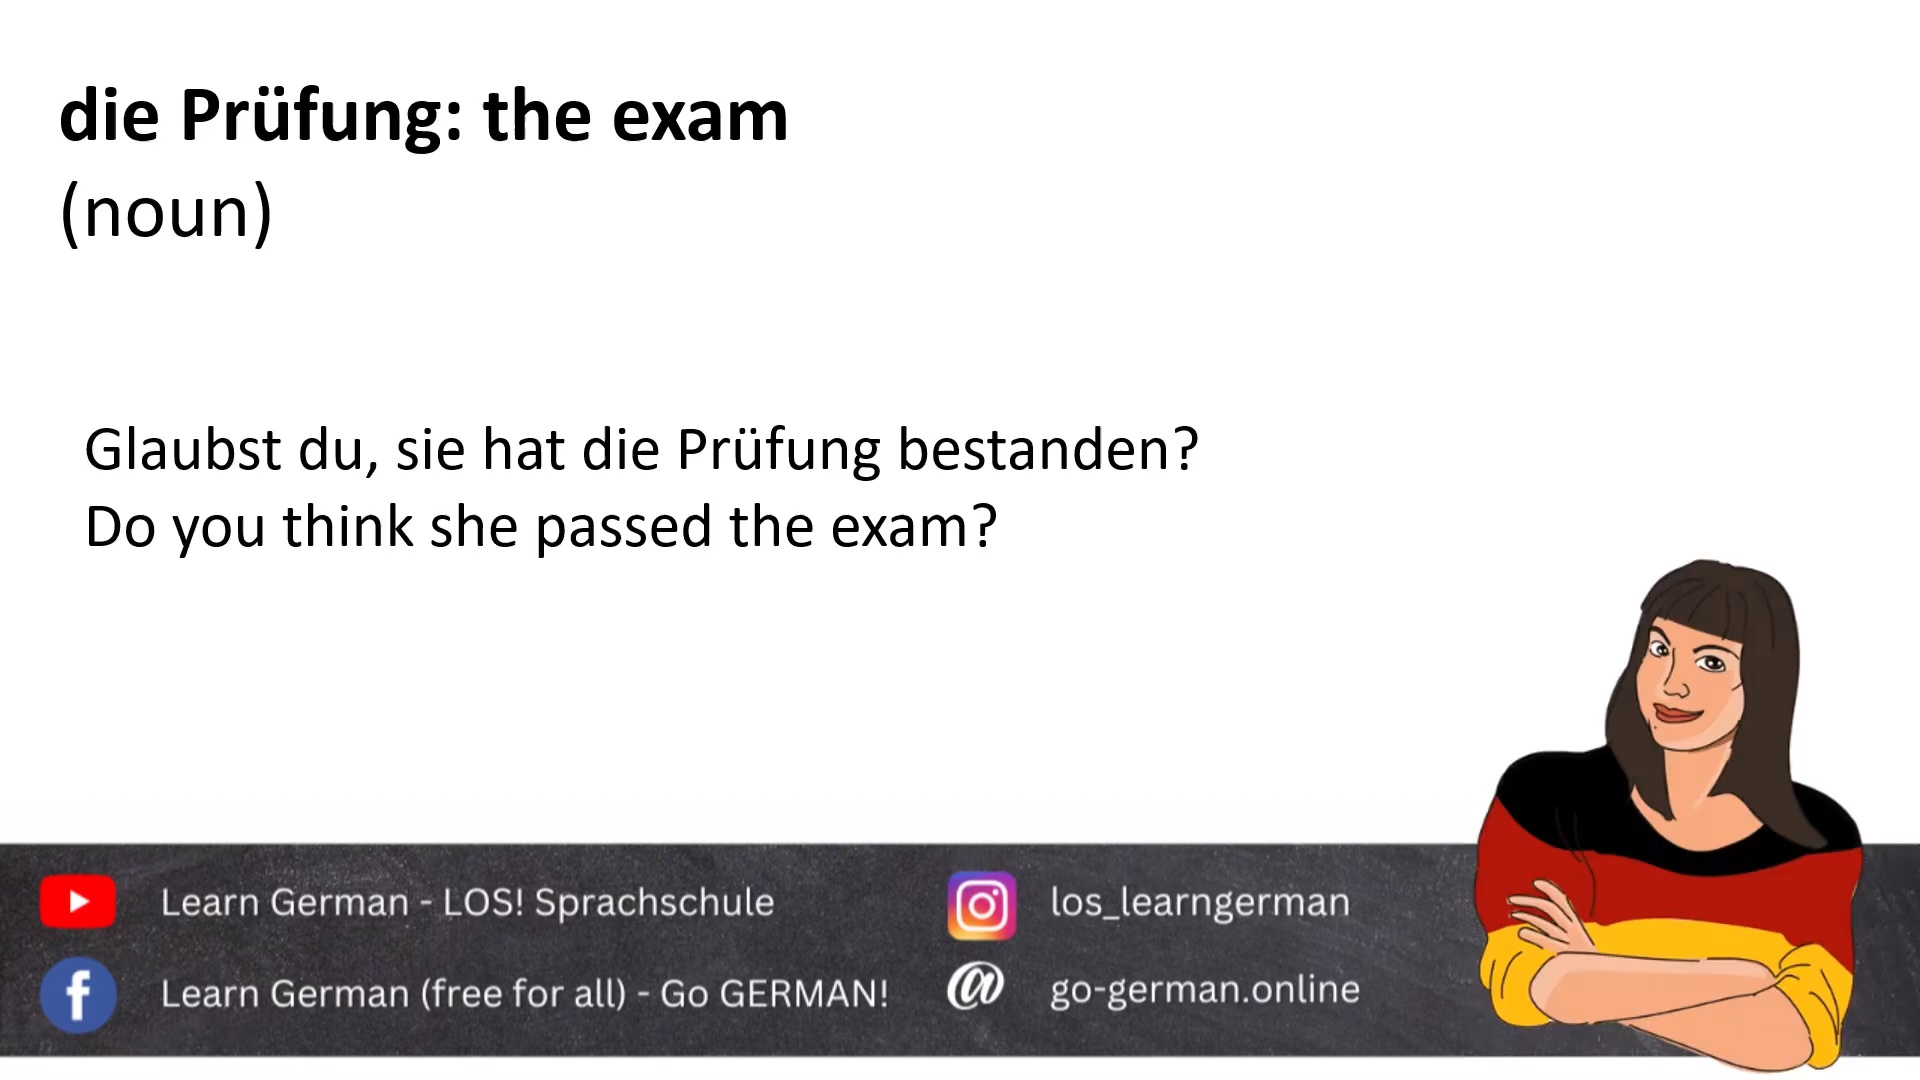 die Prüfung: the exam
(noun)
Glaubst du, sie hat die Prüfung bestanden?
Do you think she passed the exam?
Learn German - LOS! Sprachschule
los_learngerman
Learn German (free for all) - Go GERMAN!
@ go-german.online